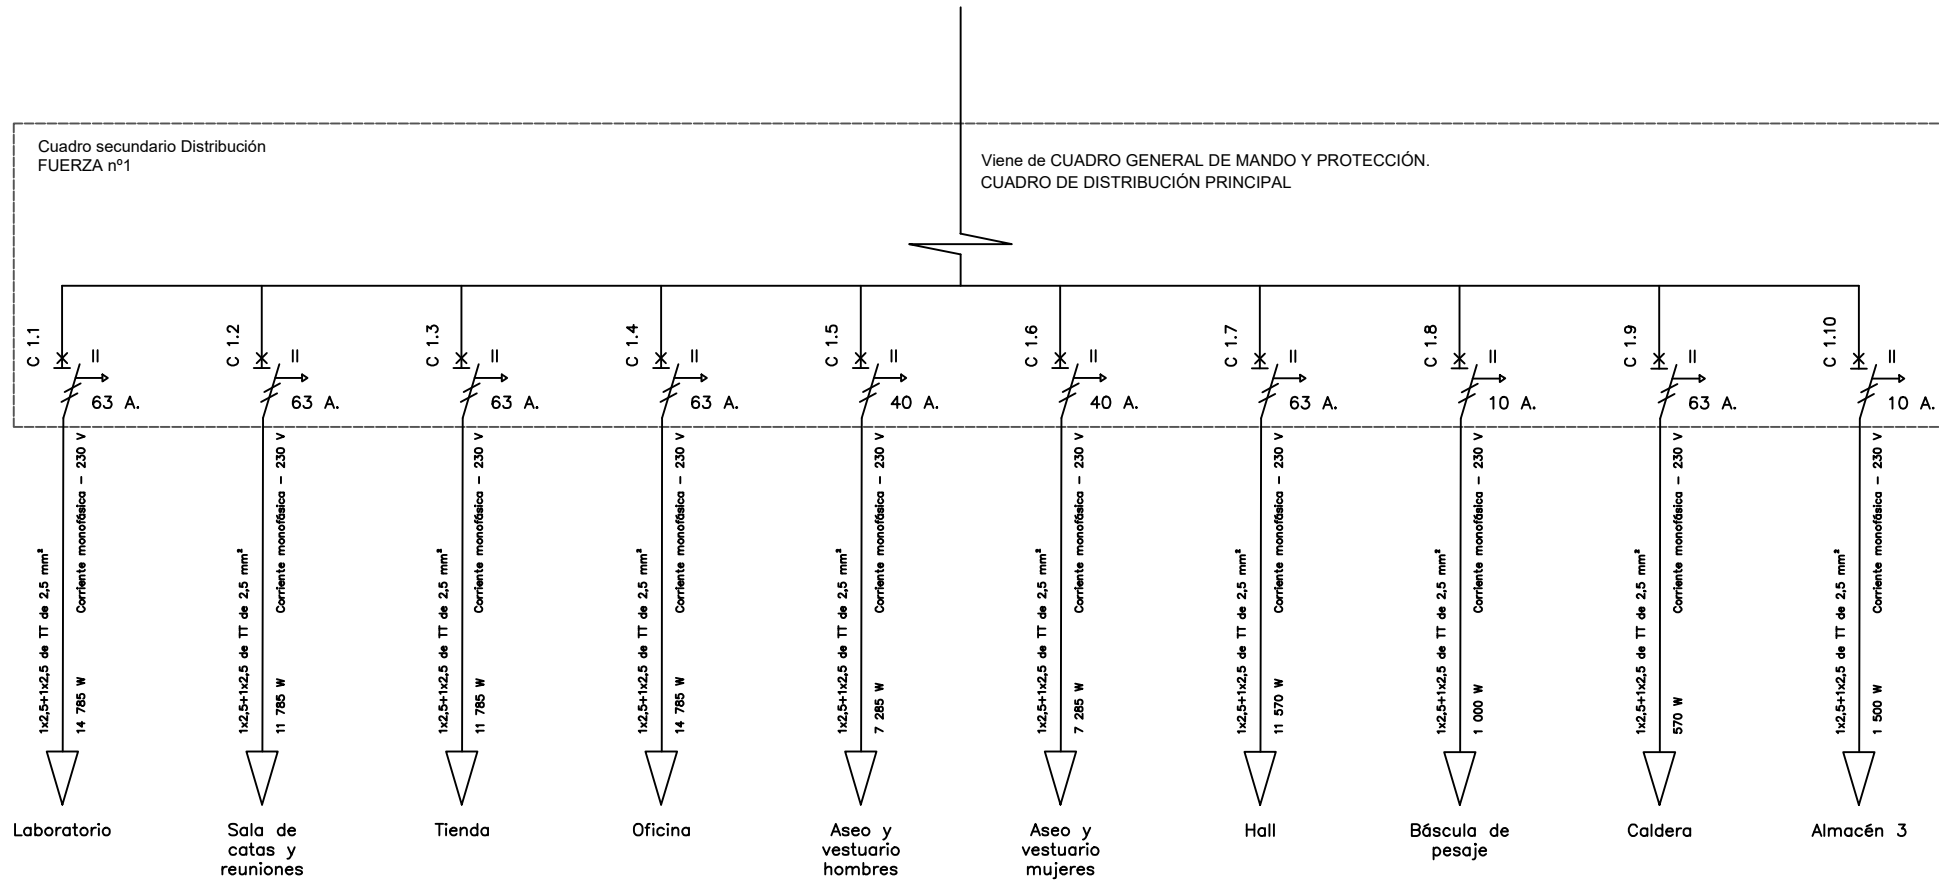 Cuadro secundario Distribución
FUERZA nº1
Viene de CUADRO GENERAL DE MANDO Y PROTECCIÓN.
CUADRO DE DISTRIBUCIÓN PRINCIPAL
C 1.1
II
63 A.
1x2,5+1x2,5 de TT de 2,5 mm²
14 785 W
Corriente monofásica - 230 V
Laboratorio
C 1.2
II
63 A.
1x2,5+1x2,5 de TT de 2,5 mm²
11 785 W
Corriente monofásica - 230 V
Sala de
catas y
reuniones
C 1.3
II
63 A.
1x2,5+1x2,5 de TT de 2,5 mm²
11 785 W
Corriente monofásica - 230 V
Tienda
C 1.4
II
63 A.
1x2,5+1x2,5 de TT de 2,5 mm²
14 785 W
Corriente monofásica - 230 V
Oficina
C 1.5
II
40 A.
1x2,5+1x2,5 de TT de 2,5 mm²
7 285 W
Corriente monofásica - 230 V
Aseo y
vestuario
hombres
C 1.6
II
40 A.
1x2,5+1x2,5 de TT de 2,5 mm²
7 285 W
Corriente monofásica - 230 V
Aseo y
vestuario
mujeres
C 1.7
II
63 A.
1x2,5+1x2,5 de TT de 2,5 mm²
11 570 W
Corriente monofásica - 230 V
Hall
C 1.8
II
10 A.
1x2,5+1x2,5 de TT de 2,5 mm²
1 000 W
Corriente monofásica - 230 V
Báscula de
pesaje
C 1.9
II
63 A.
1x2,5+1x2,5 de TT de 2,5 mm²
570 W
Corriente monofásica - 230 V
Caldera
C 1.10
II
10 A.
1x2,5+1x2,5 de TT de 2,5 mm²
1 500 W
Corriente monofásica - 230 V
Almacén 3